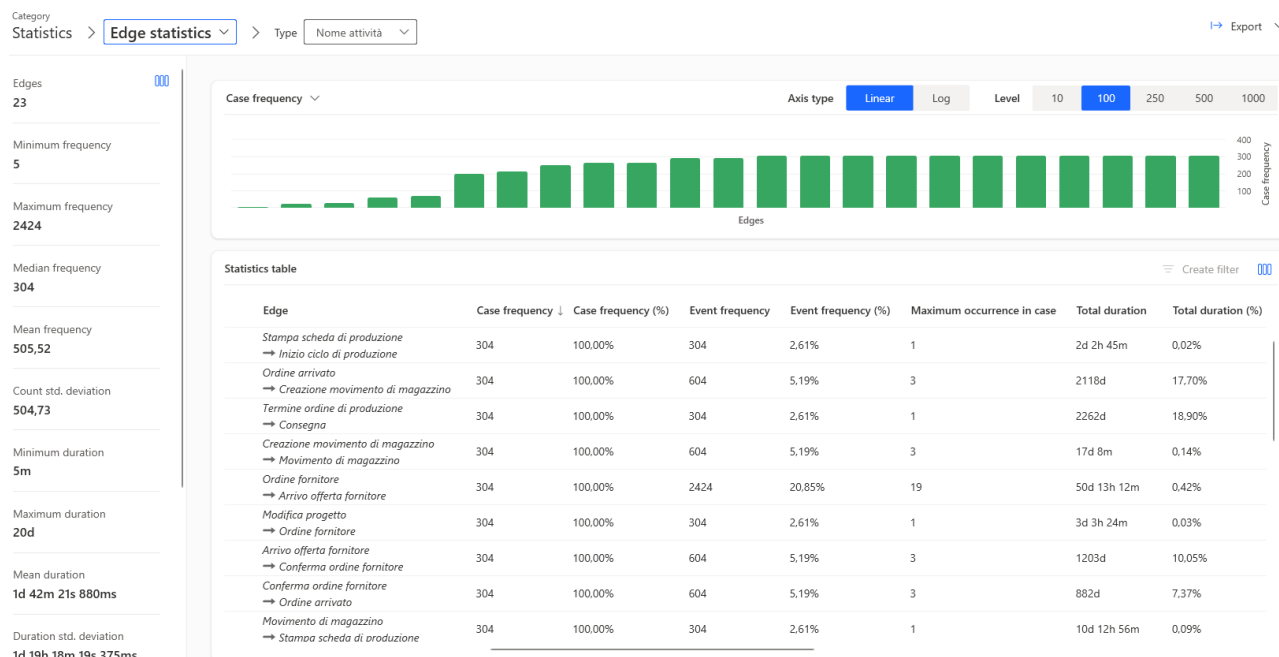 Category
Statistics > Edge statistics > Type Nome attività
Export
Edges
23
Minimum frequency
5
Maximum frequency
2424
Median frequency
304
Mean frequency
505,52
Count std. deviation
504,73
Minimum duration
5m
Maximum duration
20d
Mean duration
1d 42m 21s 880ms
Duration std. deviation
1d 19h 18m 19s 375ms
Case frequency
Axis type Linear Log Level 10 100 250 500 1000
400
300
200
100
Case frequency
Edges
Statistics table
Create filter
Edge Case frequency ↓ Case frequency (%) Event frequency Event frequency (%) Maximum occurrence in case Total duration Total duration (%)
Stampa scheda di produzione
→ Inizio ciclo di produzione
304 100,00% 304 2,61% 1 2d 2h 45m 0,02%
Ordine arrivato
→ Creazione movimento di magazzino
304 100,00% 604 5,19% 3 2118d 17,70%
Termine ordine di produzione
→ Consegna
304 100,00% 304 2,61% 1 2262d 18,90%
Creazione movimento di magazzino
→ Movimento di magazzino
304 100,00% 604 5,19% 3 17d 8m 0,14%
Ordine fornitore
→ Arrivo offerta fornitore
304 100,00% 2424 20,85% 19 50d 13h 12m 0,42%
Modifica progetto
→ Ordine fornitore
304 100,00% 304 2,61% 1 3d 3h 24m 0,03%
Arrivo offerta fornitore
→ Conferma ordine fornitore
304 100,00% 604 5,19% 3 1203d 10,05%
Conferma ordine fornitore
→ Ordine arrivato
304 100,00% 604 5,19% 3 882d 7,37%
Movimento di magazzino
→ Stampa scheda di produzione
304 100,00% 304 2,61% 1 10d 12h 56m 0,09%